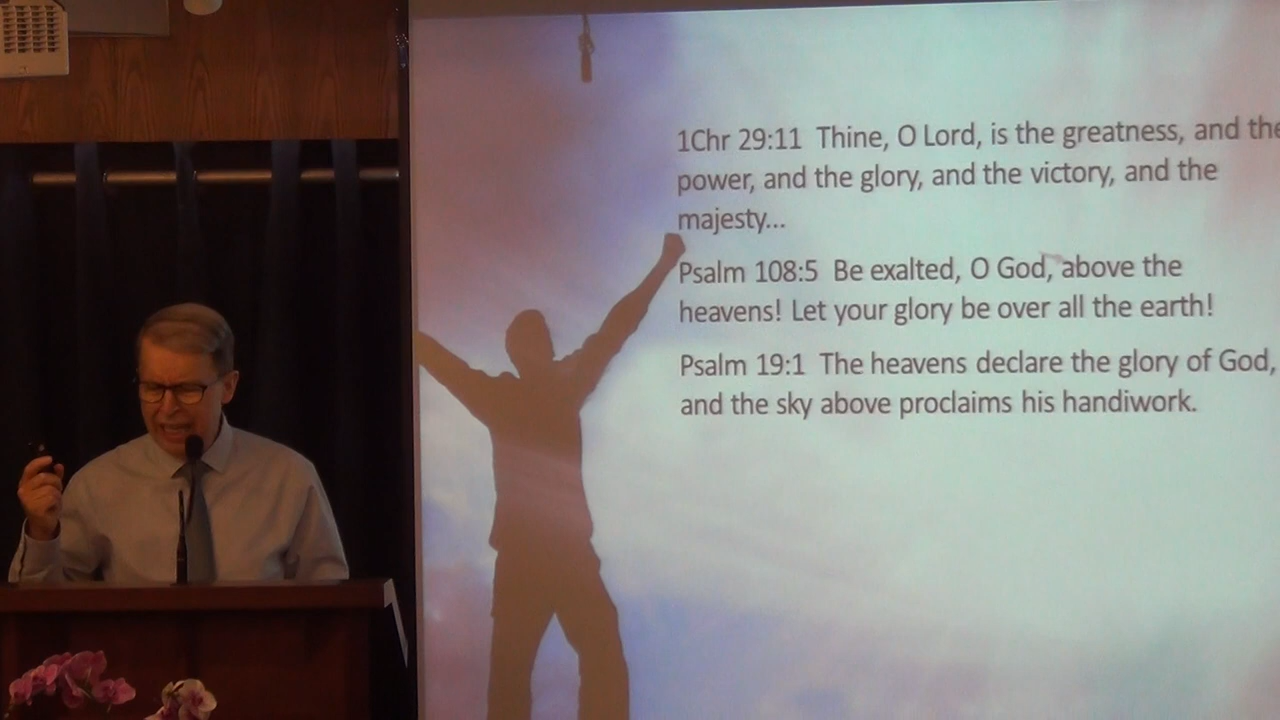 1Chr 29:11 Thine, O Lord, is the greatness, and the
power, and the glory, and the victory, and the
majesty...
Psalm 108:5 Be exalted, O God, above the
heavens! Let your glory be over all the earth!
Psalm 19:1 The heavens declare the glory of God,
and the sky above proclaims his handiwork.